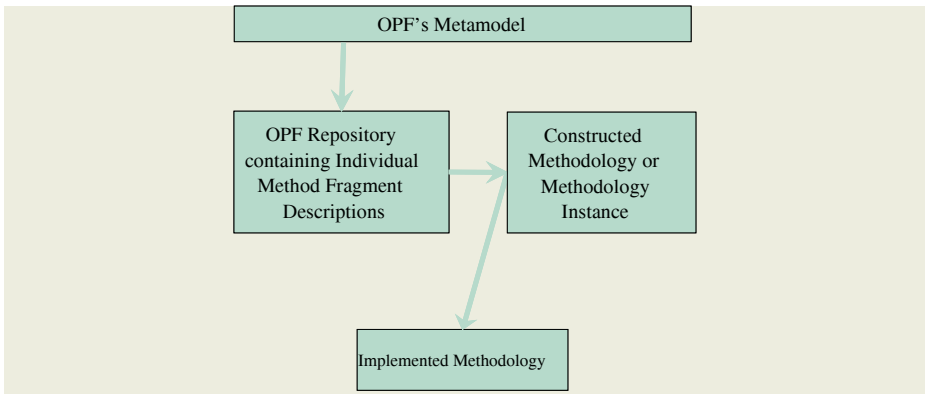 OPF's Metamodel
OPF Repository
containing Individual
Method Fragment
Descriptions
Constructed
Methodology or
Methodology
Instance
Implemented Methodology